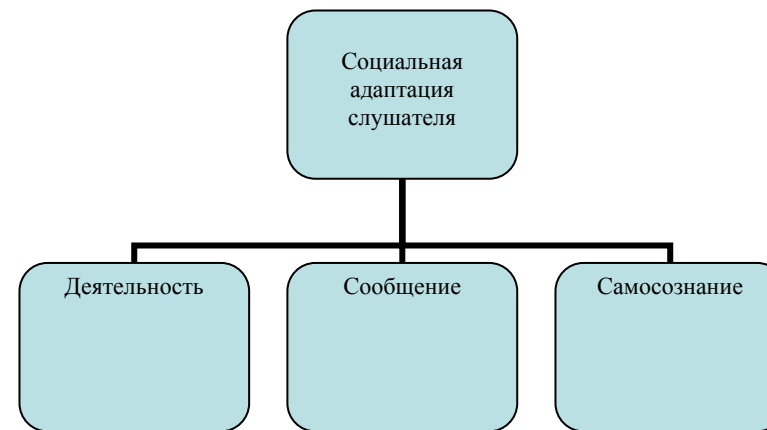 Социальная
адаптация
слушателя
Деятельность
Сообщение
Самосознание